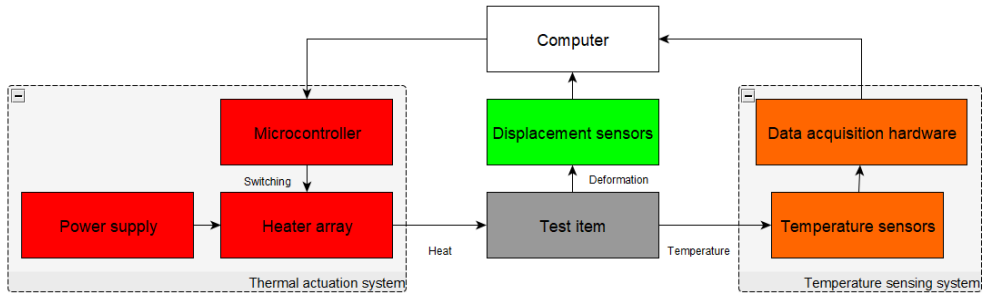 Computer
Microcontroller
Displacement sensors
Data acquisition hardware
Switching
Deformation
Power supply
Heater array
Test item
Temperature sensors
Heat
Temperature
Thermal actuation system
Temperature sensing system